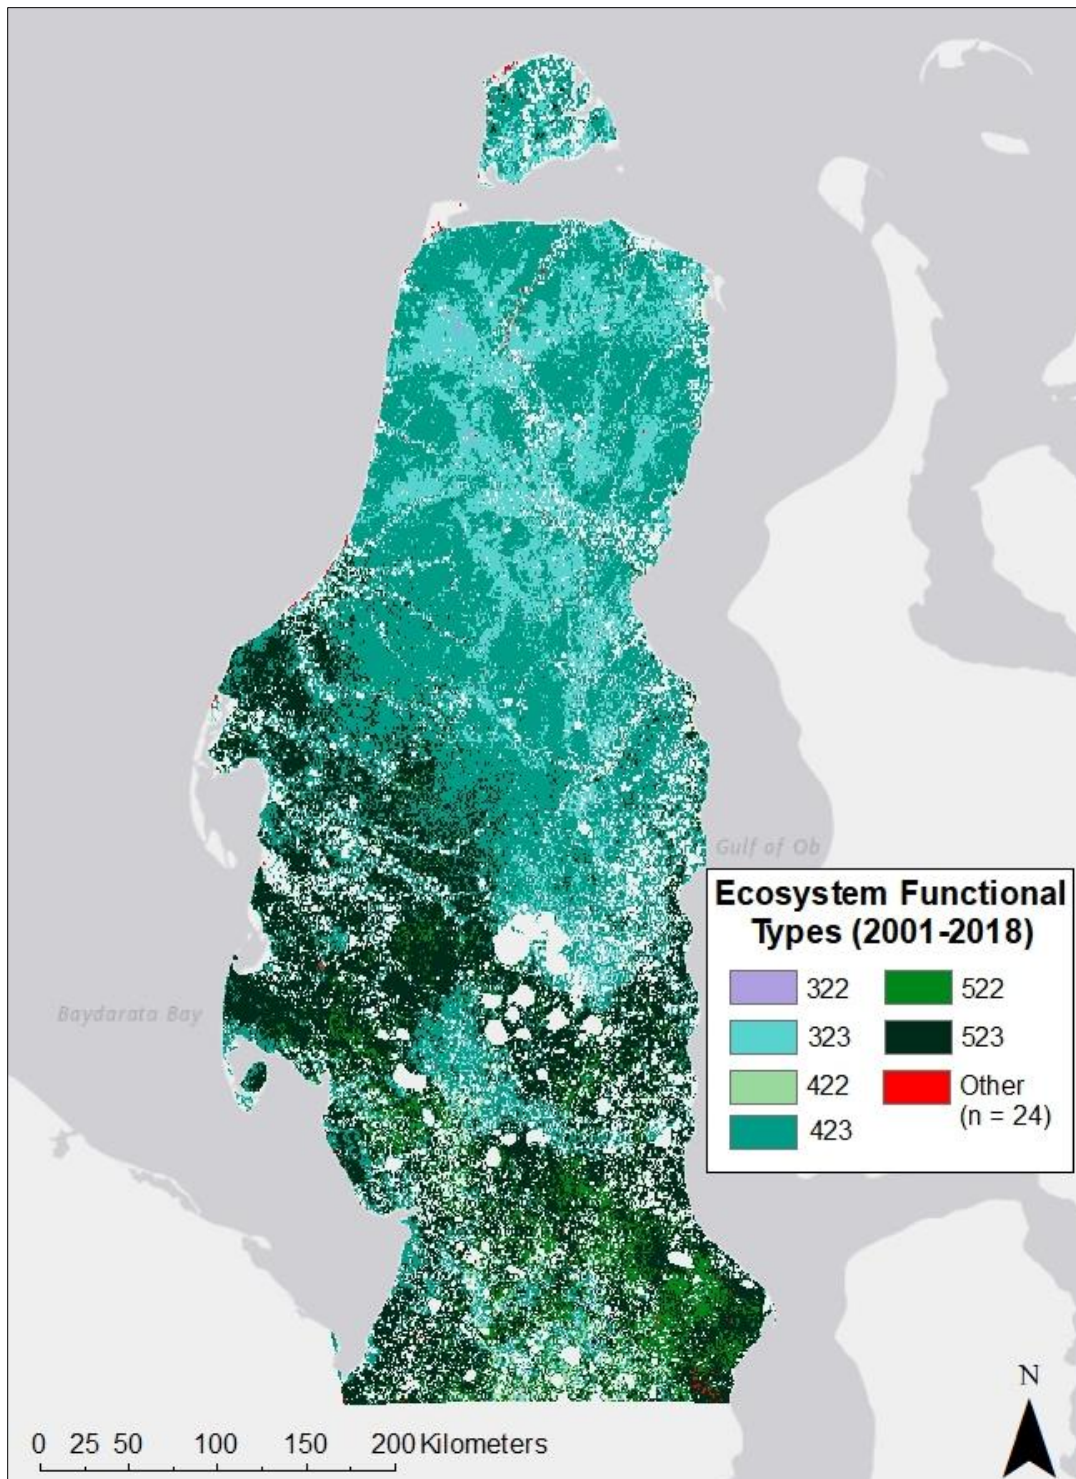 Gulf of Ob
Ecosystem Functional
Types (2001-2018)
322
522
323
523
422
Other
(n = 24)
423
Baydarata Bay
N
0 25 50 100 150 200 Kilometers